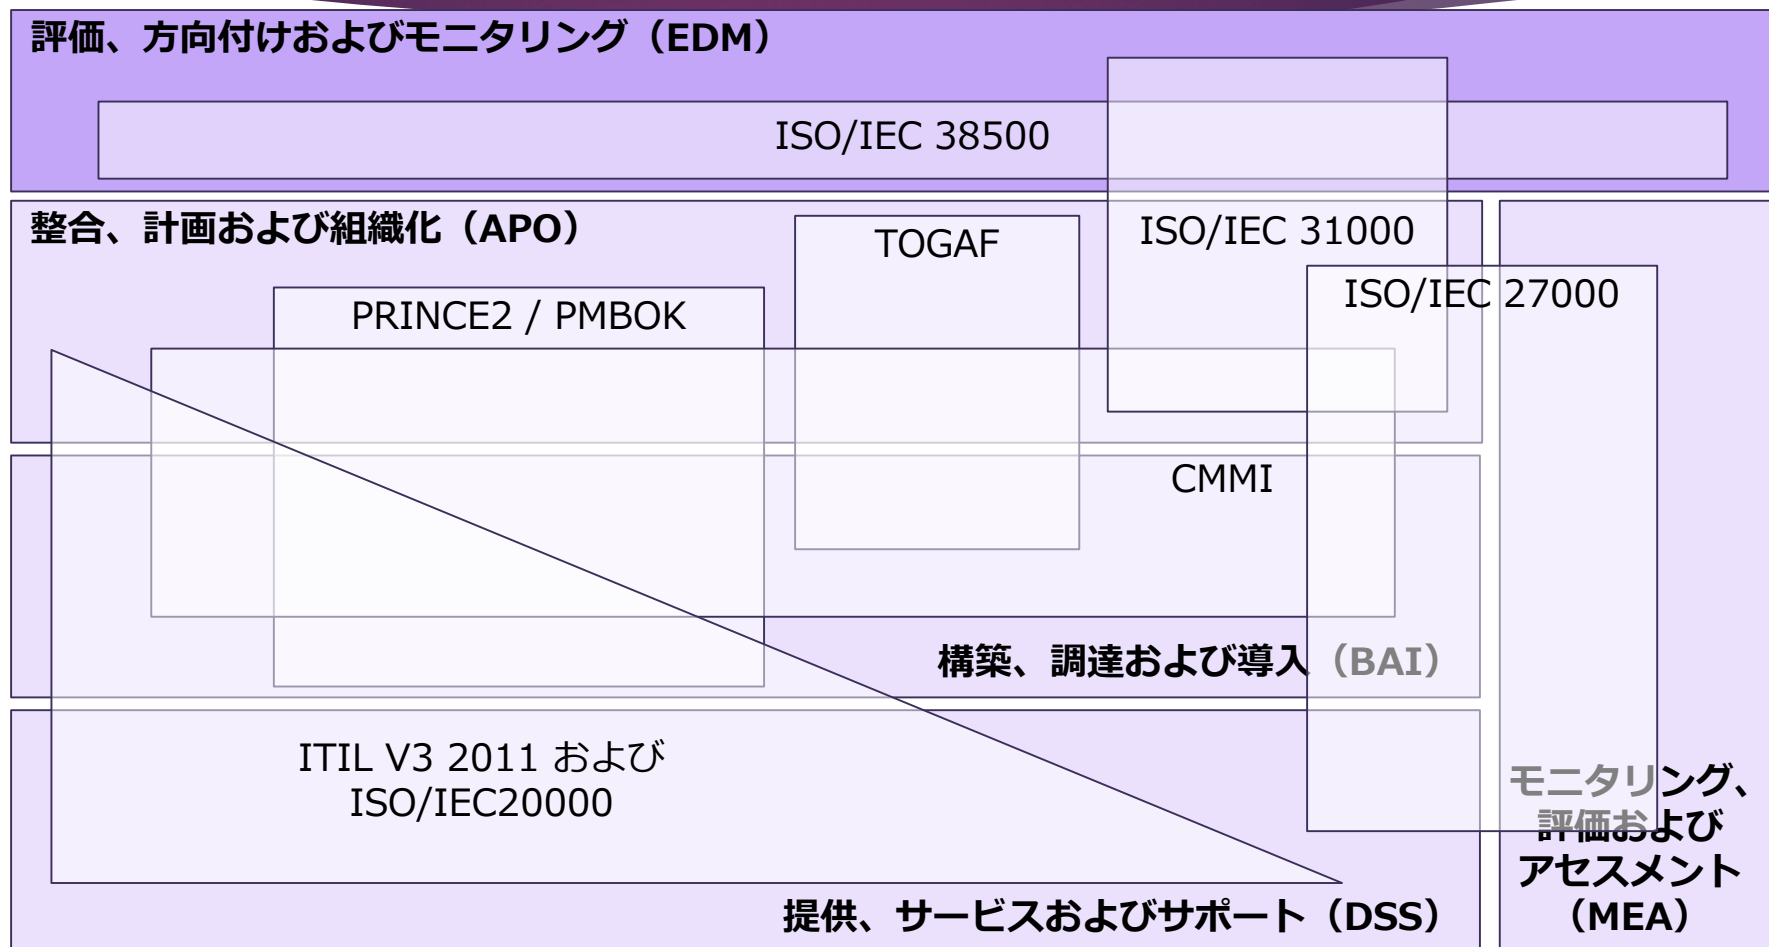 評価、方向付けおよびモニタリング（EDM）
ISO/IEC 38500
整合、計画および組織化（APO）
TOGAF
ISO/IEC 31000
ISO/IEC 27000
PRINCE2 / PMBOK
CMMI
構築、調達および導入（BAI）
ITIL V3 2011 および
ISO/IEC20000
モニタリング、
評価および
アセスメント
（MEA）
提供、サービスおよびサポート（DSS）